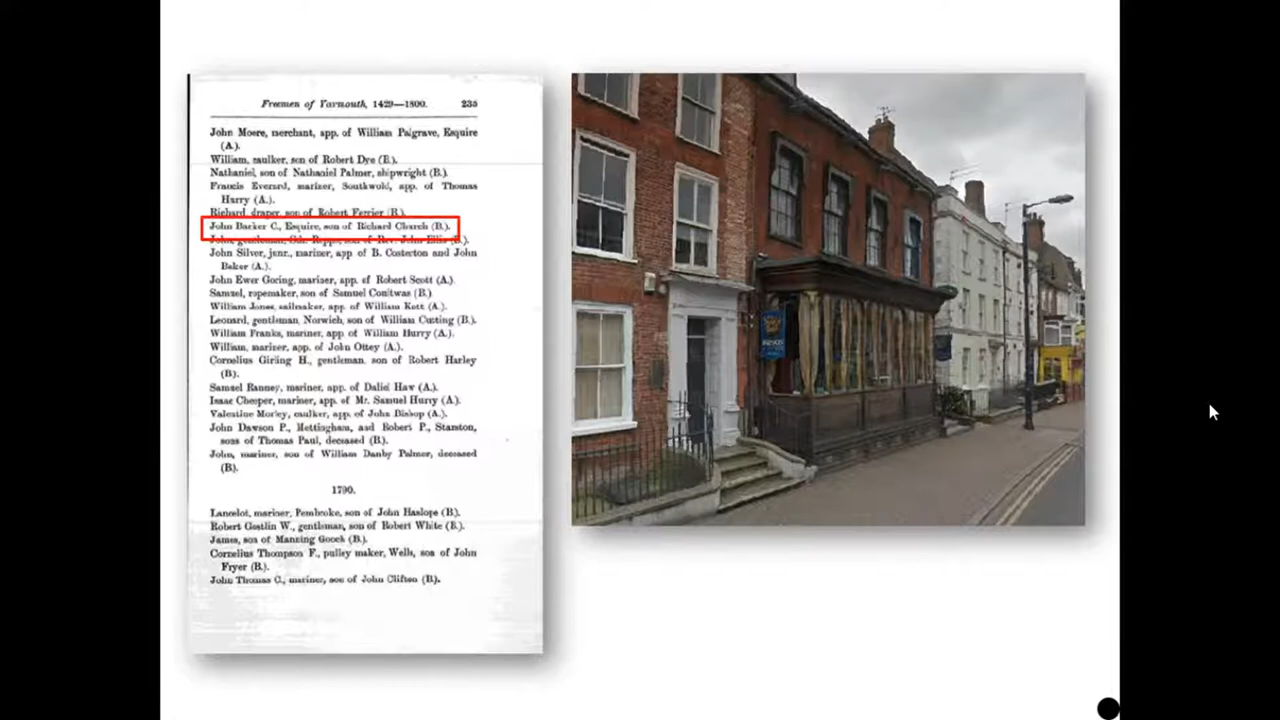 Freemen of Yarmouth, 1429—1800. 235
John Moere, merchant, app. of William Palgrave, Esquire
(A.).
William, caulker, son of Robert Dye (B.).
Nathaniel, son of Nathaniel Palmer, shipwright (B.).
Francis Everard, mariner, Southwold, app. of Thomas
Hurry (A.).
Richard, draper, son of Robert Ferrier (B.).
John Barker C., Esquire, son of Richard Church (B.).
John, gentleman, son of Rev. John Ellis (B.).
John Silver, junr., mariner, app of B. Costerton and John
Baker (A.).
John Ewer Goring, mariner, app. of Robert Scott (A.)
Samuel, ropemaker, son of Samuel (B.)
William Jones, sailmaker, app. of William Kett (A.).
Leonard, gentleman, Norwich, son of William Cutting (B.).
William Franks, mariner, app. of William Hurry (A.).
William, mariner, app. of John Ottey (A.).
Cornelius Girling H., gentleman, son of Robert Harley
(B).
Samuel Ranney, mariner, app. of Haw (A.).
Isaac Cheeper, mariner, app. of Mr. Samuel Hurry (A.).
Valentine Morley, caulker, app. of John Bishop (A.).
John Dawson P., Mettingham, and Robert P., Stanton,
sons of Thomas Paul, deceased (B.).
John, mariner, son of William Danby Palmer, deceased
(B).
1790.
Lancelot, mariner, Pembroke, son of John Haslope (B.).
Robert Gostlin W., gentleman, son of Robert White (B.).
James, son of Manning Gooch (B.).
Cornelius Thompson F., pulley maker, Wells, son of John
Fryer (B.).
John Thomas C., mariner, son of John Clifton (B.).